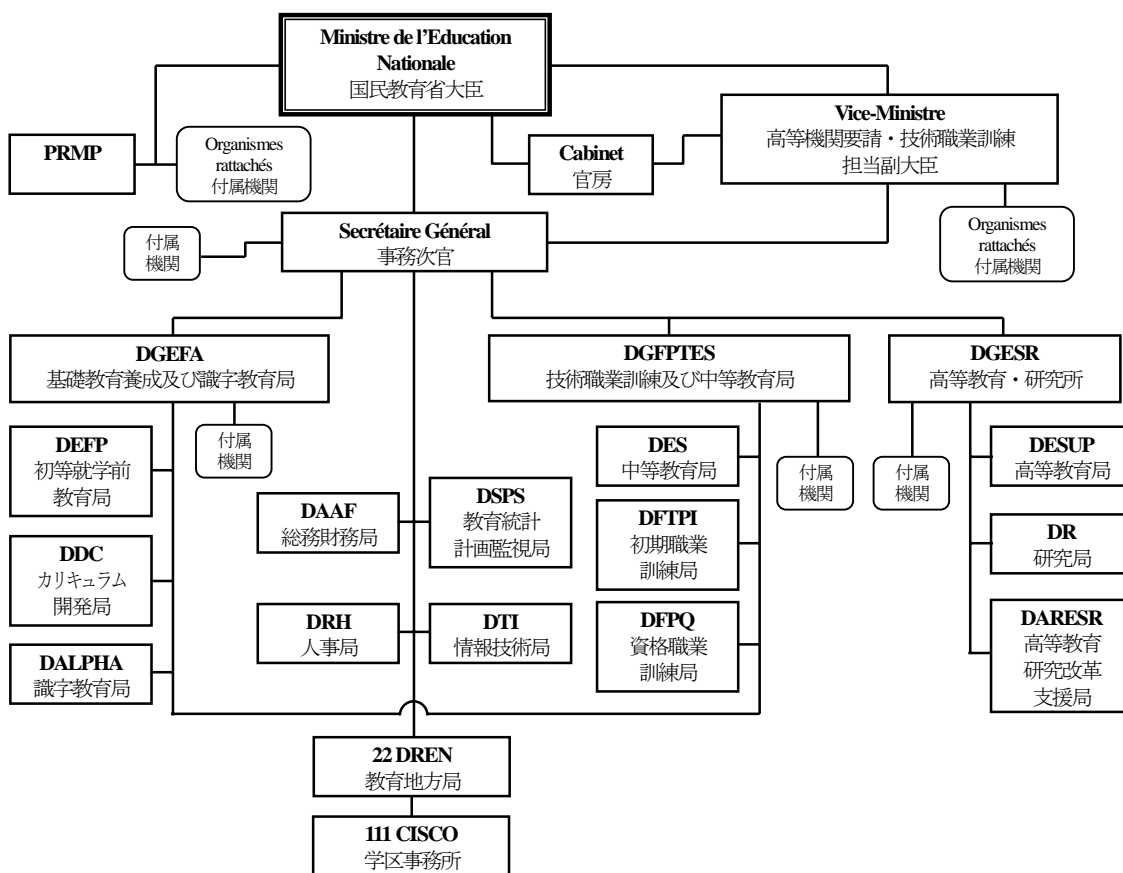 Ministre de l'Education
Nationale
国民教育省大臣
Vice-Ministre
高等機関要請・技術職業訓練
担当副大臣
PRMP
Organismes
rattachés
付属機関
Cabinet
官房
Organismes
rattachés
付属機関
付属
機関
Secrétaire Général
事務次官
DGEFA
基礎教育養成及び識字教育局
DGFPTES
技術職業訓練及び中等教育局
DGESR
高等教育・研究所
DEFP
初等就学前
教育局
付属
機関
DES
中等教育局
付属
機関
付属
機関
DESUP
高等教育局
DAAF
総務財務局
DSPS
教育統計
計画監視局
DFTPI
初期職業
訓練局
DR
研究局
DDC
カリキュラム
開発局
DRH
人事局
DTI
情報技術局
DFPQ
資格職業
訓練局
DARESR
高等教育
研究改革
支援局
DALPHA
識字教育局
22 DREN
教育地方局
111 CISCO
学区事務所